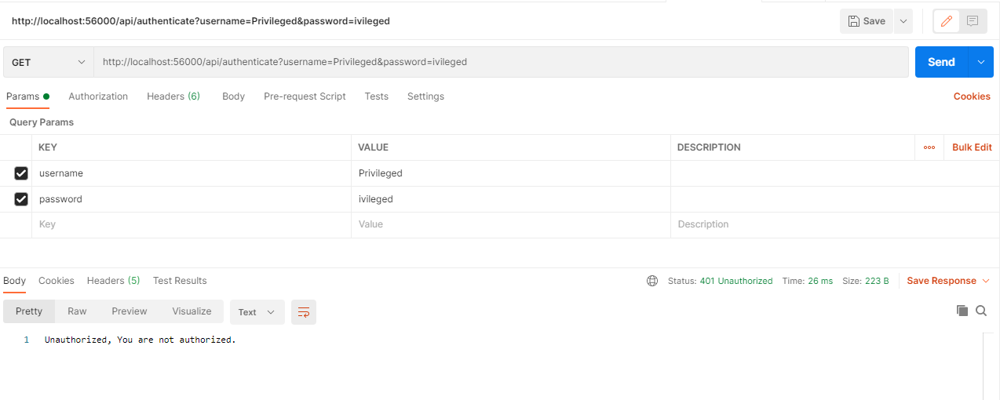 http://localhost:56000/api/authenticate?username=Privileged&password=ivileged Save
GET http://localhost:56000/api/authenticate?username=Privileged&password=ivileged Send
Params Authorization Headers (6) Body Pre-request Script Tests Settings Cookies
Query Params
KEY VALUE DESCRIPTION Bulk Edit
username Privileged
password ivileged
Key Value Description
Body Cookies Headers (5) Test Results Status: 401 Unauthorized Time: 26 ms Size: 223 B Save Response
Pretty Raw Preview Visualize Text
1 Unauthorized, You are not authorized.